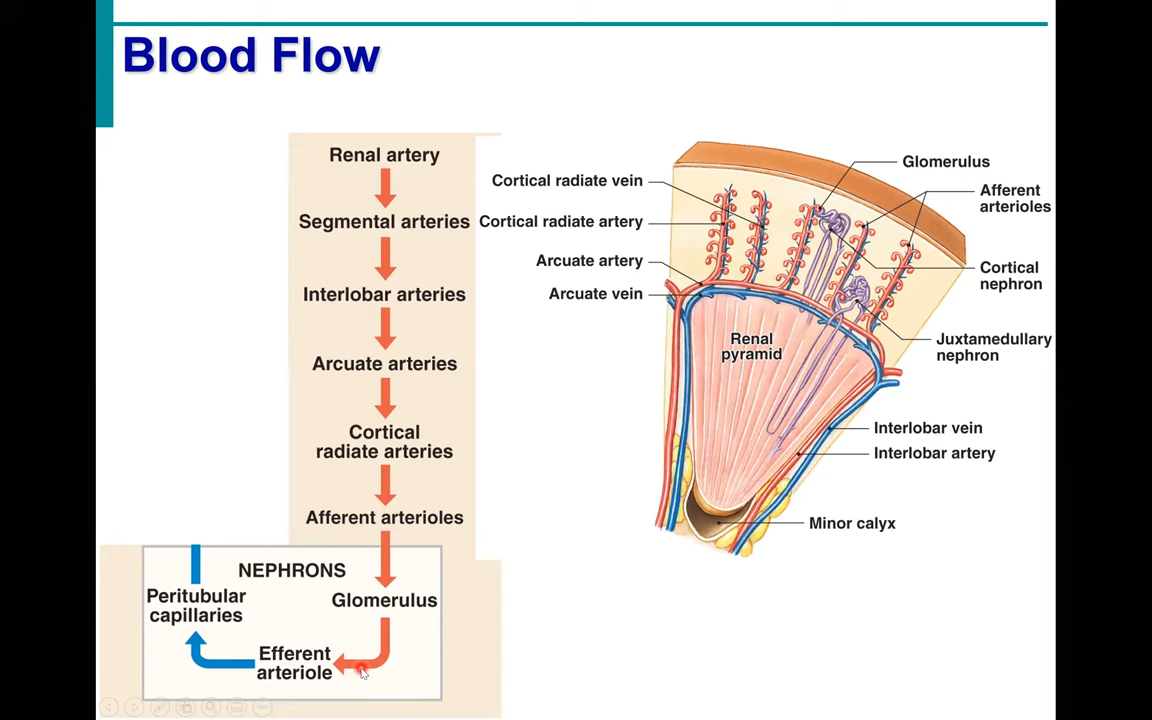 Blood Flow
Renal artery
Segmental arteries
Interlobar arteries
Arcuate arteries
Cortical
radiate arteries
Afferent arterioles
NEPHRONS
Glomerulus
Efferent
arteriole
Peritubular
capillaries
Cortical radiate vein
Cortical radiate artery
Arcuate artery
Arcuate vein
Renal
pyramid
Glomerulus
Afferent
arterioles
Cortical
nephron
Juxtamedullary
nephron
Interlobar vein
Interlobar artery
Minor calyx